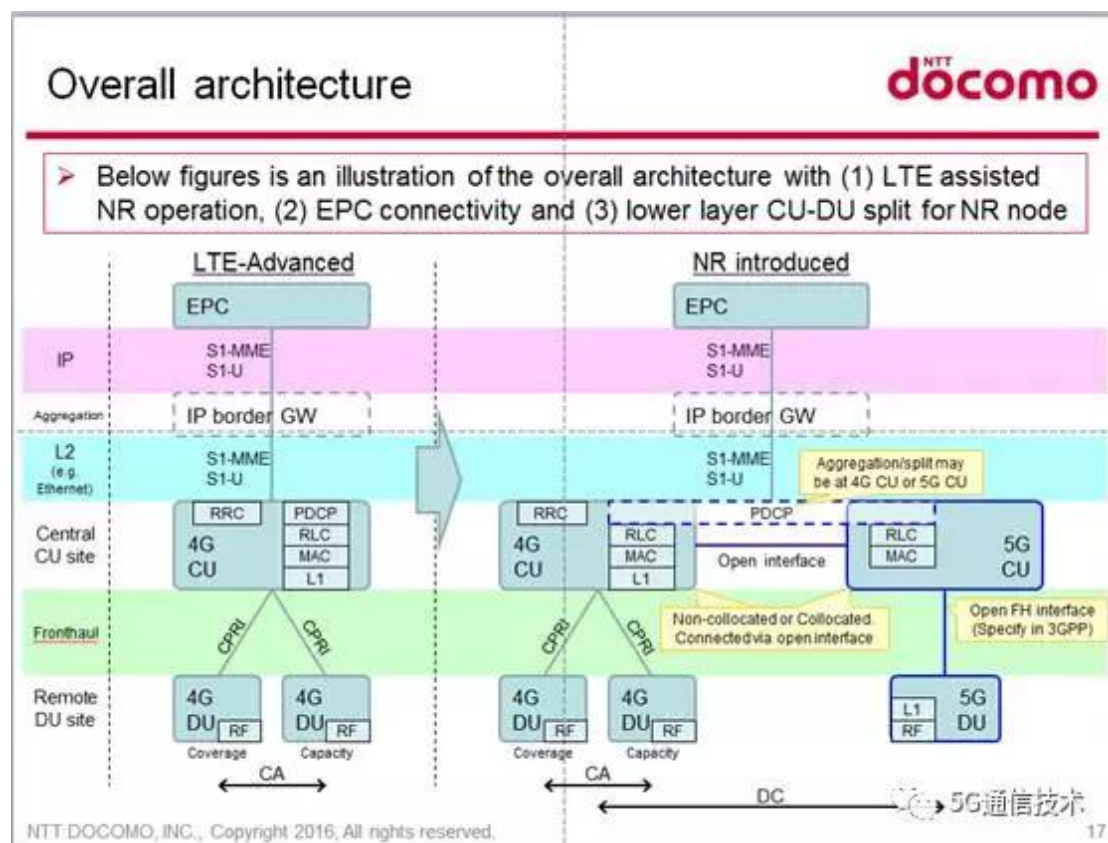 Overall architecture
NTT
döcomo
➢ Below figures is an illustration of the overall architecture with (1) LTE assisted
NR operation, (2) EPC connectivity and (3) lower layer CU-DU split for NR node
LTE-Advanced
NR introduced
EPC
EPC
IP
S1-MME
S1-U
S1-MME
S1-U
Aggregation
IP border GW
IP border GW
L2
(e.g.
Ethernet)
S1-MME
S1-U
S1-MME
S1-U
Aggregation/split may
be at 4G CU or 5G CU
Central
CU site
RRC
PDCP
RLC
MAC
L1
4G
CU
RRC
PDCP
4G
CU
RLC
MAC
L1
Open interface
RLC
MAC
5G
CU
Fronthaul
CPRI
CPRI
CPRI
CPRI
Non-collocated or Collocated.
Connected via open interface
Open FH interface
(Specify in 3GPP)
Remote
DU site
4G
DU
RF
4G
DU
RF
4G
DU
RF
4G
DU
RF
L1
RF
5G
DU
Coverage
Capacity
Coverage
Capacity
CA
CA
DC
5G通信技术
NTT DOCOMO, INC., Copyright 2016, All rights reserved.
17